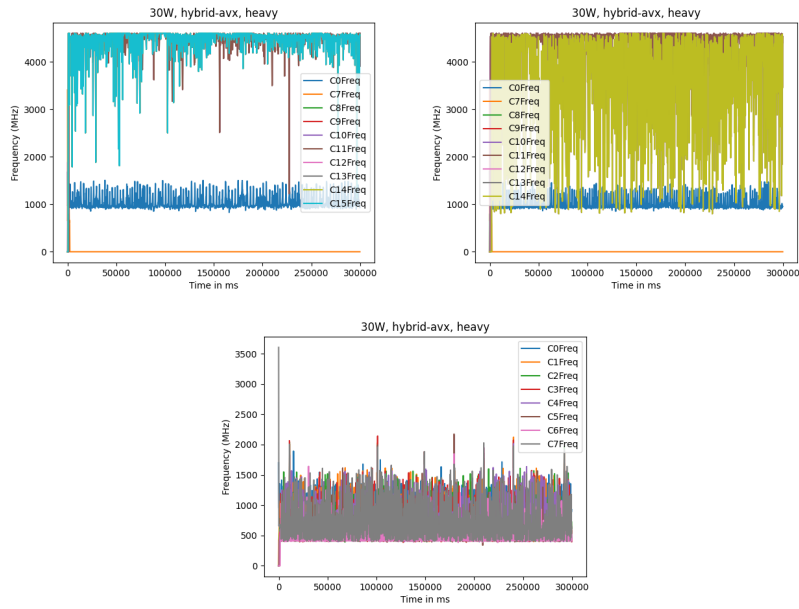 30W, hybrid-avx, heavy
Frequency (MHz)
4000
3000
2000
1000
0
C0Freq
C7Freq
C8Freq
C9Freq
C10Freq
C11Freq
C12Freq
C13Freq
C14Freq
C15Freq
0 50000 100000 150000 200000 250000 300000
Time in ms
30W, hybrid-avx, heavy
Frequency (MHz)
4000
3000
2000
1000
0
C0Freq
C7Freq
C8Freq
C9Freq
C10Freq
C11Freq
C12Freq
C13Freq
C14Freq
0 50000 100000 150000 200000 250000 300000
Time in ms
30W, hybrid-avx, heavy
Frequency (MHz)
3500
3000
2500
2000
1500
1000
500
0
C0Freq
C1Freq
C2Freq
C3Freq
C4Freq
C5Freq
C6Freq
C7Freq
0 50000 100000 150000 200000 250000 300000
Time in ms